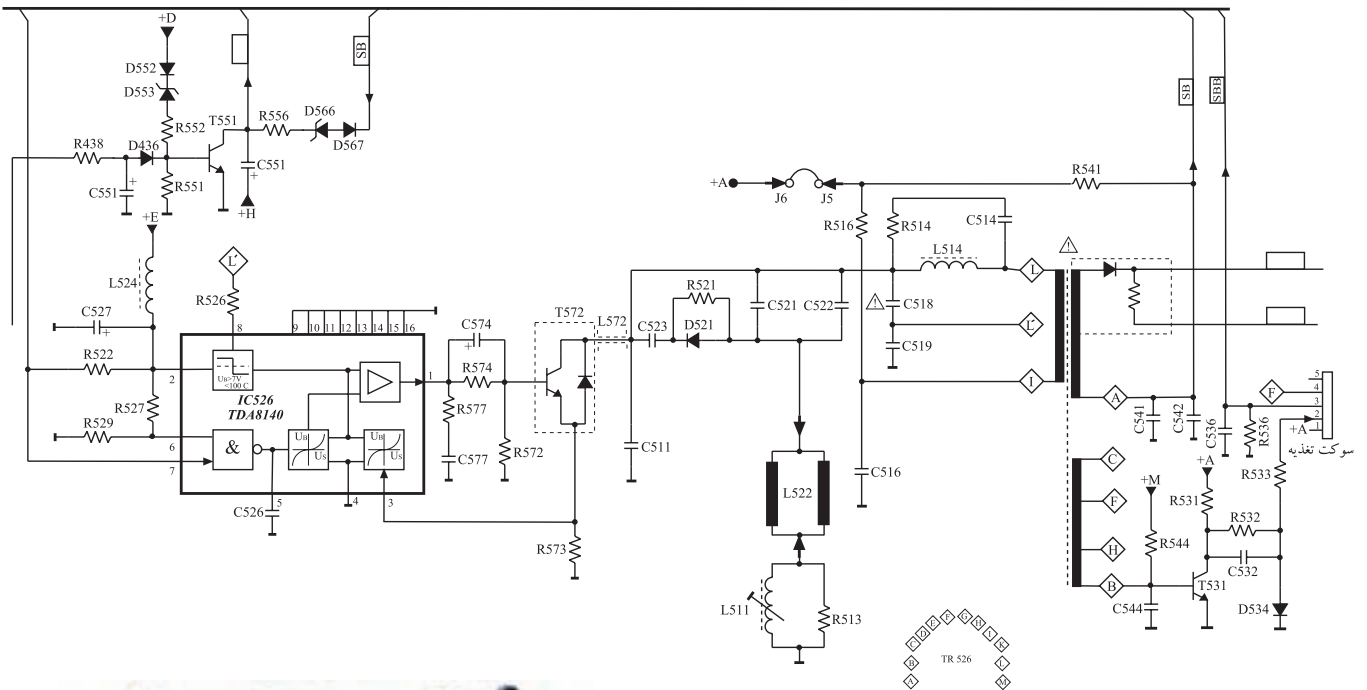 +D
D552
D553
R552
T551
R556
D566
D567
SB
R438
D436
C551
R551
C551
+H
+E
L524
C527
L'
R526
R522
R527
R529
2
6
7
8
9 10 11 12 13 14 15 16
UB>7V
<100 C
IC526
TDA8140
&
UB
US
UB
US
1
5
4
3
C526
C574
R574
R577
C577
R572
T572
L572
R573
C511
C523
R521
D521
C521
C522
L522
L511
R513
+A
J6
J5
R541
R516
R514
C514
L514
C518
C519
C516
L
L'
I
SB
SBB
A
C541
C542
C536
R536
F
5
4
3
2
1
+A
سوکت تغذیه
C
F
H
B
+M
R544
C544
+A
R531
R532
C532
T531
R533
D534
A
B
C
D
E
F
G
H
I
K
L
M
TR 526